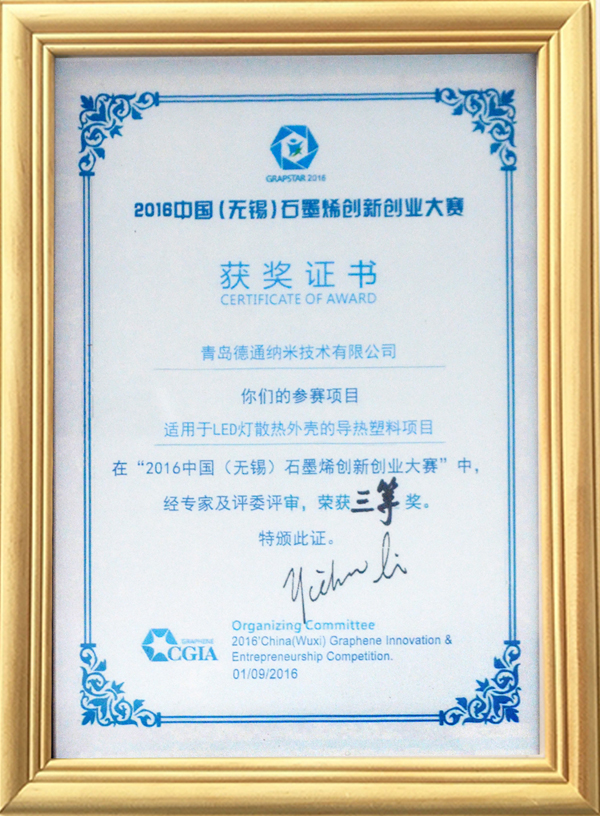 GRAPSTAR 2016
2016中国(无锡)石墨烯创新创业大赛
获奖证书
CERTIFICATE OF AWARD
青岛德通纳米技术有限公司
你们的参赛项目
适用于LED灯散热外壳的导热塑料项目
在“2016中国（无锡）石墨烯创新创业大赛”中，
经专家及评委评审，荣获三等奖。
特颁此证。
Organizing Committee
GRAPHENE
CGIA
2016'China(Wuxi) Graphene Innovation &
Entrepreneurship Competition.
01/09/2016